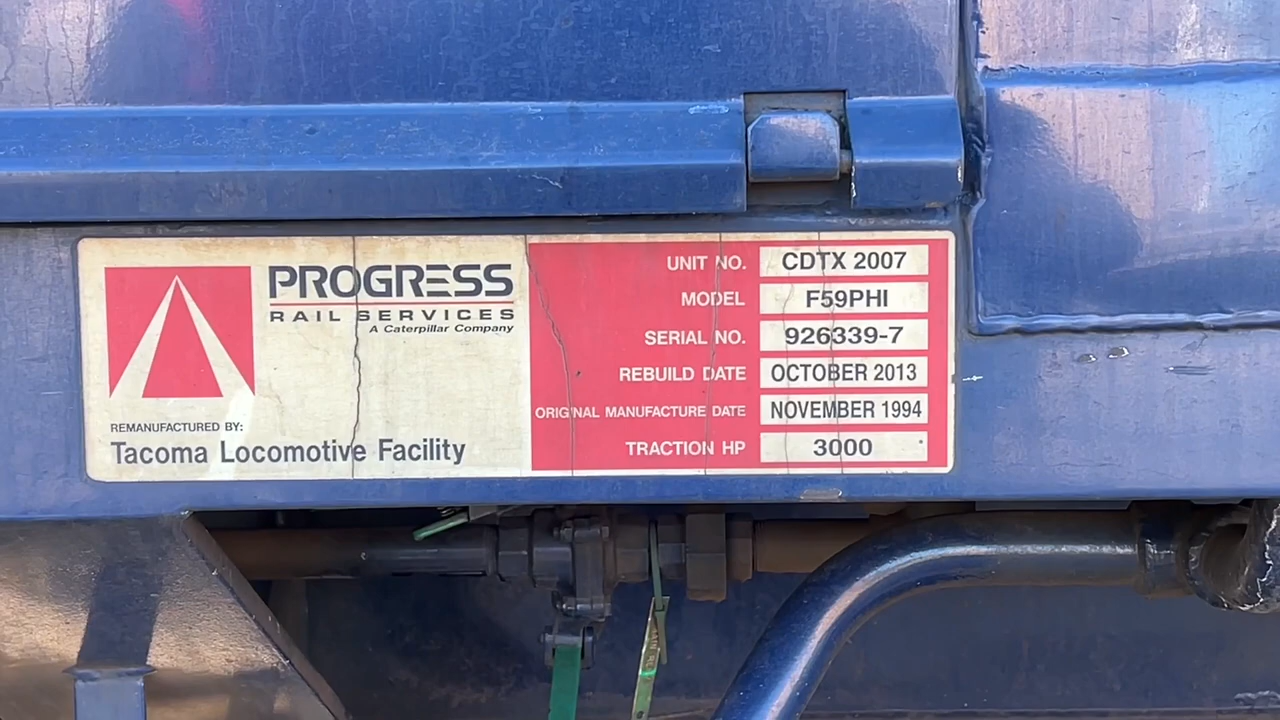 PROGRESS
RAIL SERVICES
A Caterpillar Company
REMANUFACTURED BY:
Tacoma Locomotive Facility
UNIT NO. CDTX 2007
MODEL F59PHI
SERIAL NO. 926339-7
REBUILD DATE OCTOBER 2013
ORIGINAL MANUFACTURE DATE NOVEMBER 1994
TRACTION HP 3000